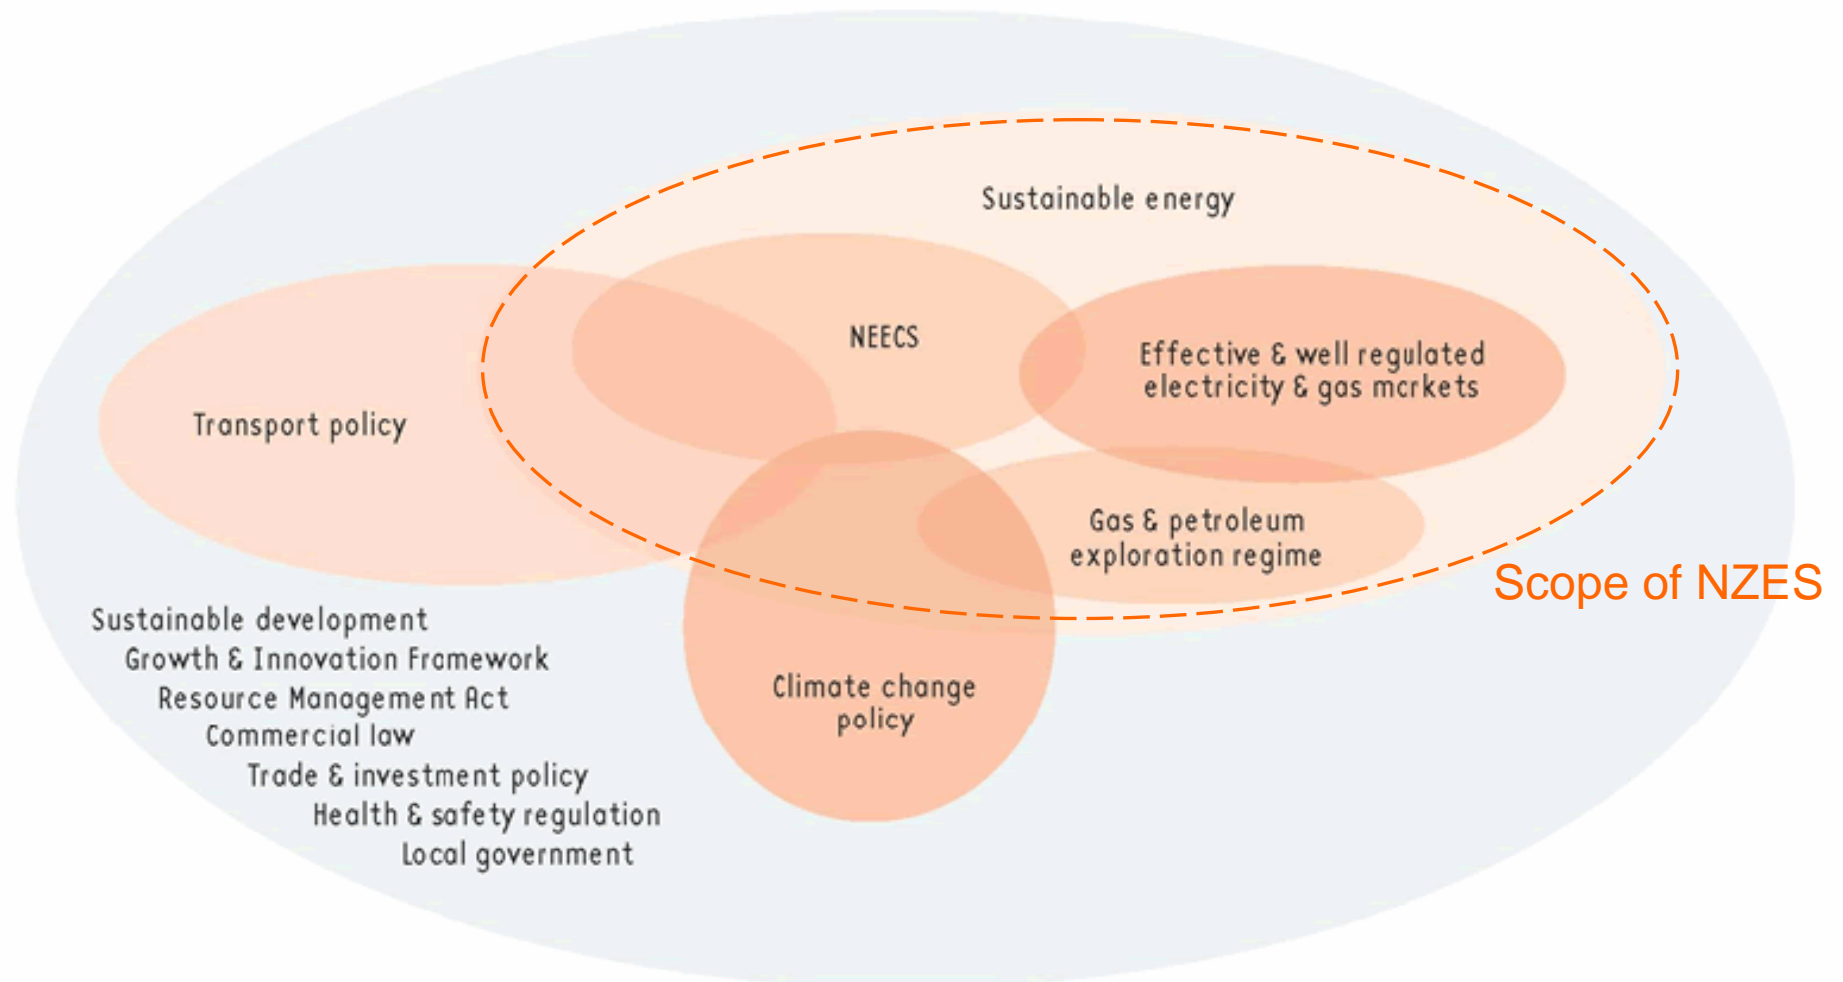 Sustainable energy
NEECS
Effective & well regulated
electricity & gas mcrkets
Transport policy
Gas & petroleum
exploration regime
Scope of NZES
Sustainable development
Growth & Innovation Framework
Resource Management Act
Commercial law
Trade & investment policy
Health & safety regulation
Local government
Climate change
policy